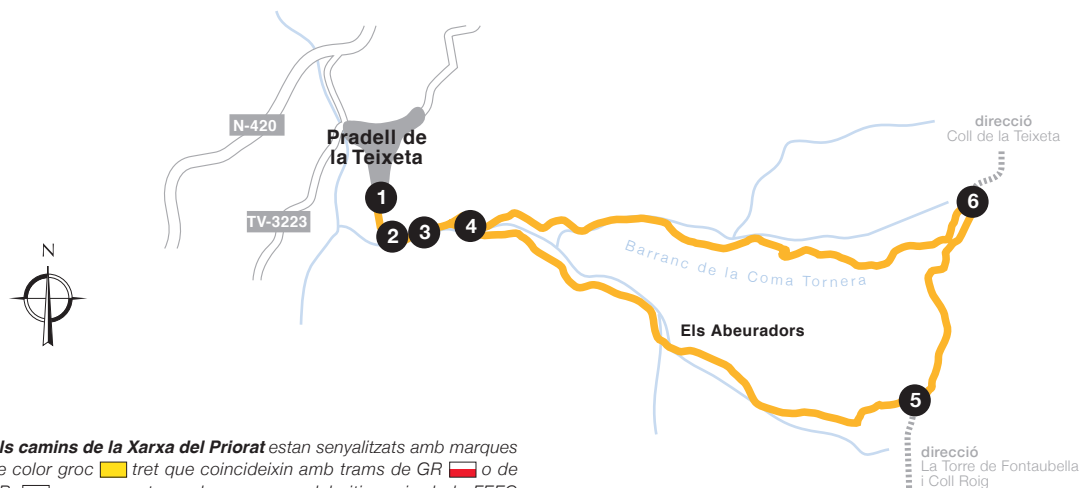 N-420
Pradell de
la Teixeta
TV-3223
1
2
3
4
direcció
Coll de la Teixeta
6
N
Barranc de la Coma Tornera
Els Abeuradors
5
direcció
La Torre de Fontaubella
i Coll Roig
ls camins de la Xarxa del Priorat estan senyalitzats amb marques
e color groc tret que coincideixin amb trams de GR o de